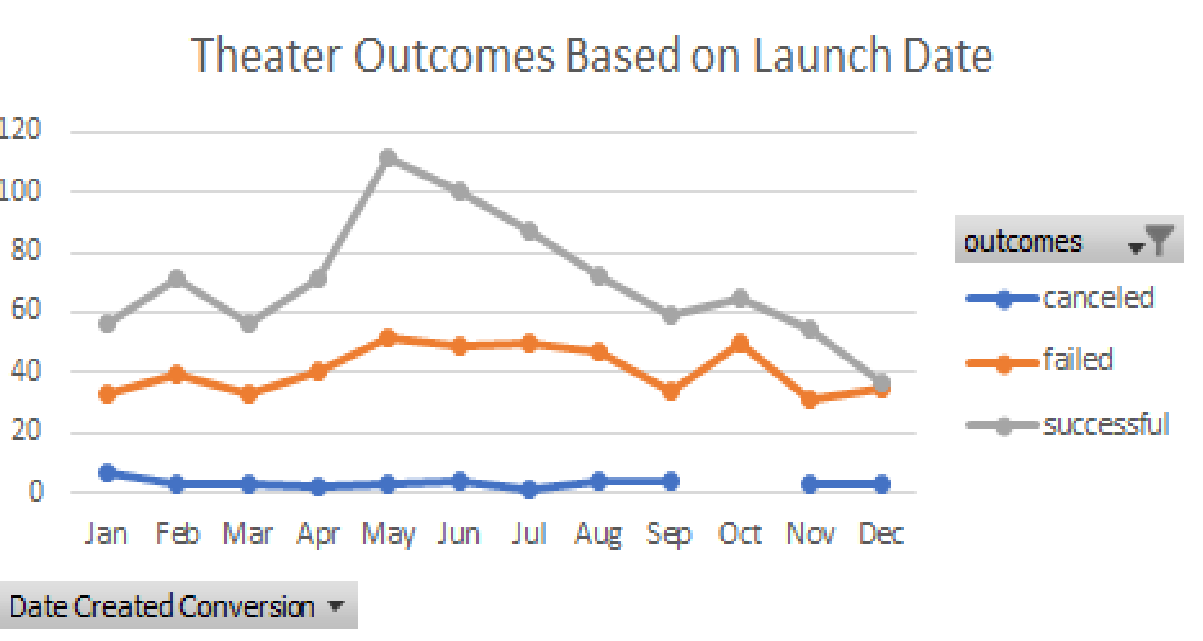 Theater Outcomes Based on Launch Date
120
100
80
60
40
20
0
Jan Feb Mar Apr May Jun Jul Aug Sep Oct Nov Dec
outcomes
canceled
failed
successful
Date Created Conversion